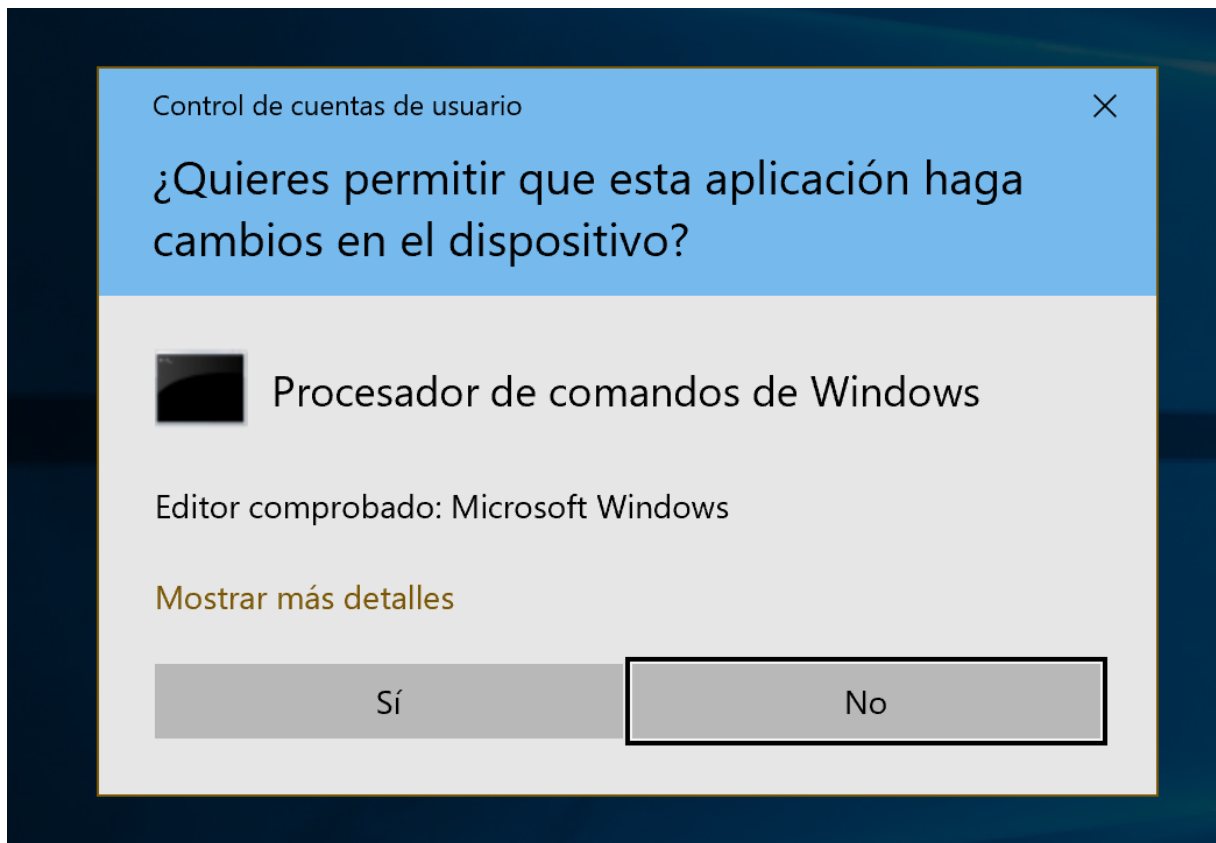 Control de cuentas de usuario
¿Quieres permitir que esta aplicación haga
cambios en el dispositivo?
Procesador de comandos de Windows
Editor comprobado: Microsoft Windows
Mostrar más detalles
Sí
No